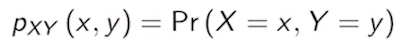 p_{XY} (x, y) = Pr (X = x, Y = y)